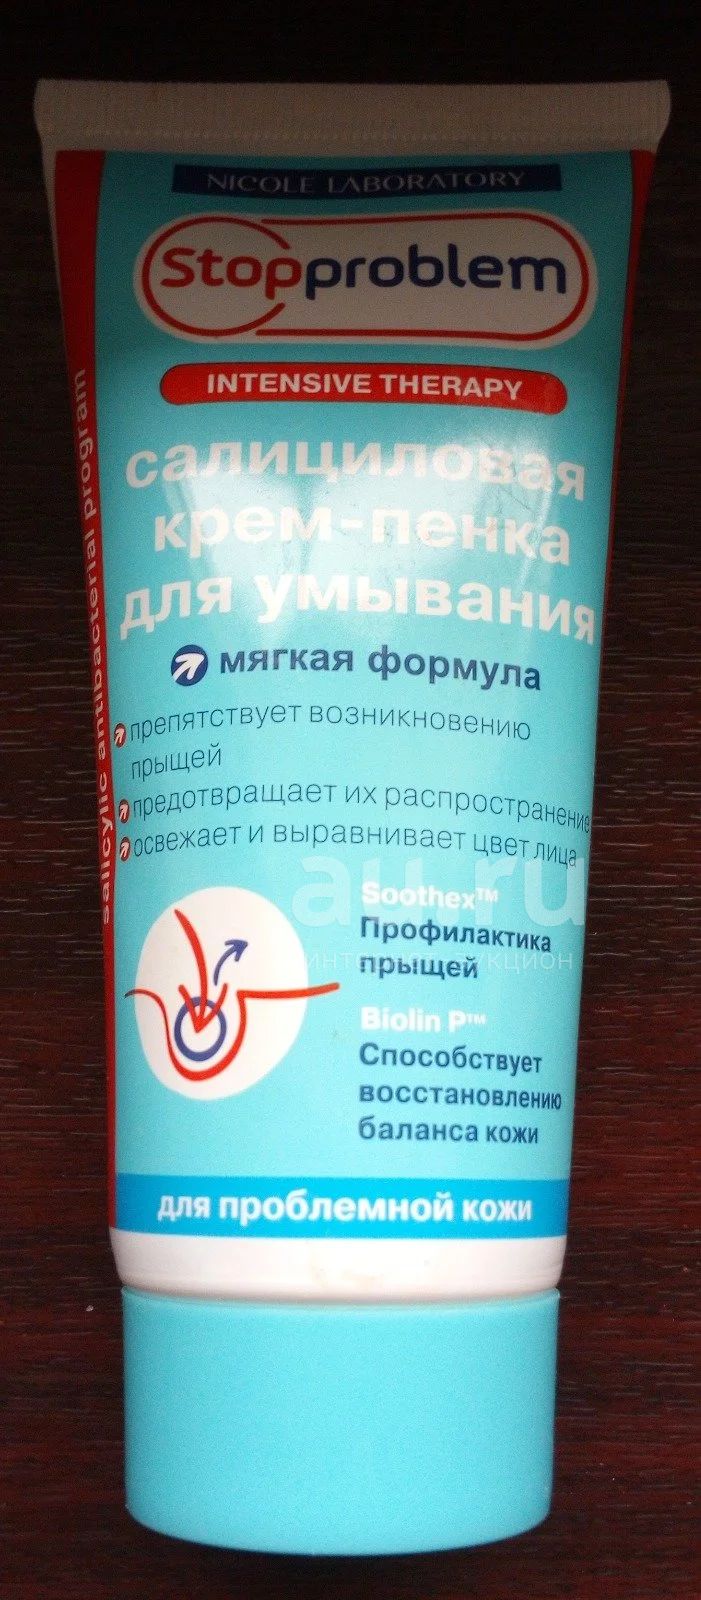 NICOLE LABORATORY
Stopproblem
INTENSIVE THERAPY
салициловая
крем-пенка
для умывания
мягкая формула
препятствует возникновению
прыщей
предотвращает их распространение
освежает и выравнивает цвет лица
Soothex™
Профилактика
прыщей
Biolin P™
Способствует
восстановлению
баланса кожи
для проблемной кожи
salicylic antibacterial program
au.ru
интернет-аукцион